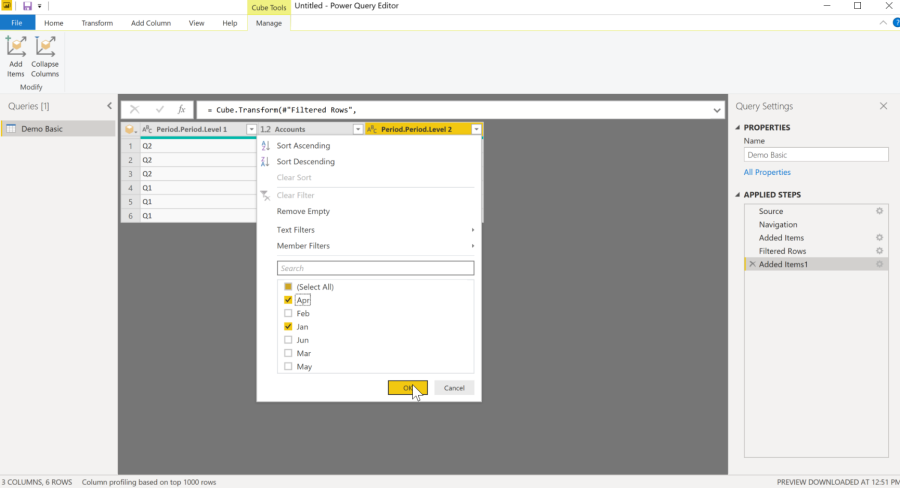 Cube Tools
Untitled - Power Query Editor
File Home Transform Add Column View Help Manage
Add Items
Collapse Columns
Modify
Queries [1]
Demo Basic
fx = Cube.Transform(#"Filtered Rows",
ABC Period.Period.Level 1 1.2 Accounts ABC Period.Period.Level 2
1 Q2
2 Q2
3 Q2
4 Q1
5 Q1
6 Q1
Sort Ascending
Sort Descending
Clear Sort
Clear Filter
Remove Empty
Text Filters
Member Filters
Search
(Select All)
Apr
Feb
Jan
Jun
Mar
May
OK Cancel
Query Settings
PROPERTIES
Name
Demo Basic
All Properties
APPLIED STEPS
Source
Navigation
Added Items
Filtered Rows
Added Items1
3 COLUMNS, 6 ROWS Column profiling based on top 1000 rows PREVIEW DOWNLOADED AT 12:51 PM